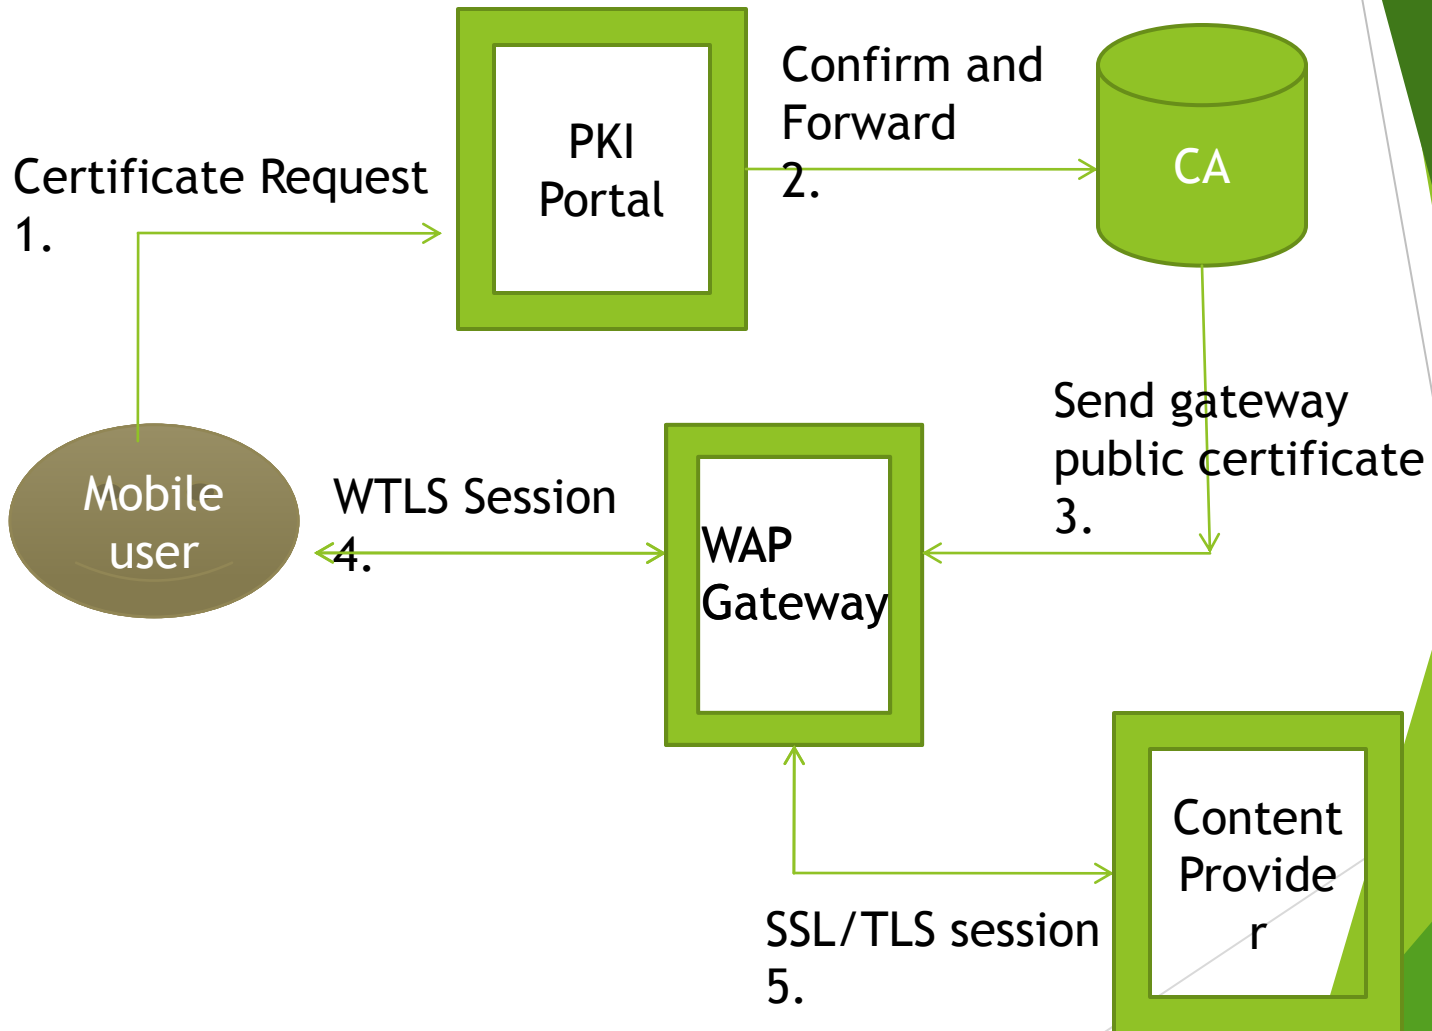 Certificate Request
1.
PKI
Portal
Confirm and
Forward
2.
CA
Send gateway
public certificate
3.
Mobile
user
WTLS Session
4.
WAP
Gateway
SSL/TLS session
5.
Content
Provide
r